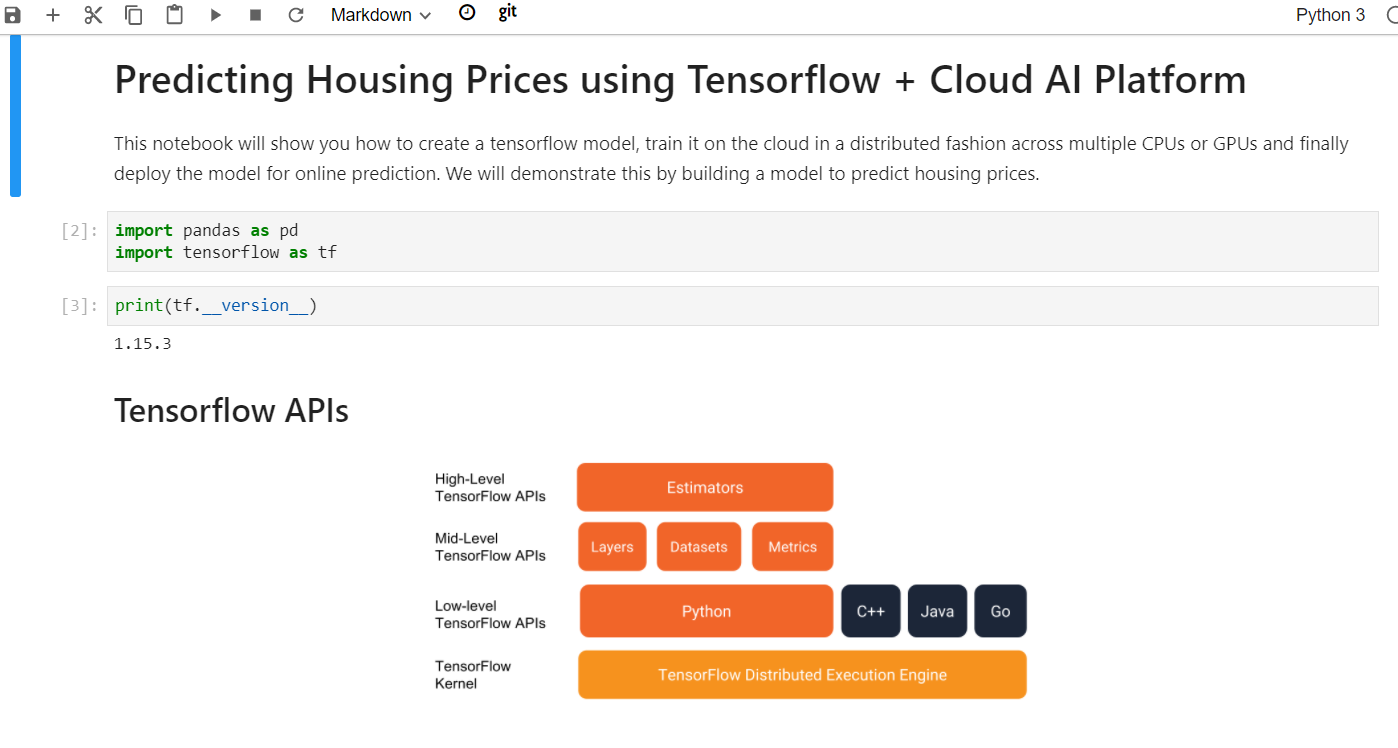 Markdown git Python 3
Predicting Housing Prices using Tensorflow + Cloud AI Platform
This notebook will show you how to create a tensorflow model, train it on the cloud in a distributed fashion across multiple CPUs or GPUs and finally
deploy the model for online prediction. We will demonstrate this by building a model to predict housing prices.
[2]: import pandas as pd
import tensorflow as tf
[3]: print(tf.__version__)
1.15.3
Tensorflow APIs
High-Level
TensorFlow APIs
Estimators
Mid-Level
TensorFlow APIs
Layers Datasets Metrics
Low-level
TensorFlow APIs
Python C++ Java Go
TensorFlow
Kernel
TensorFlow Distributed Execution Engine